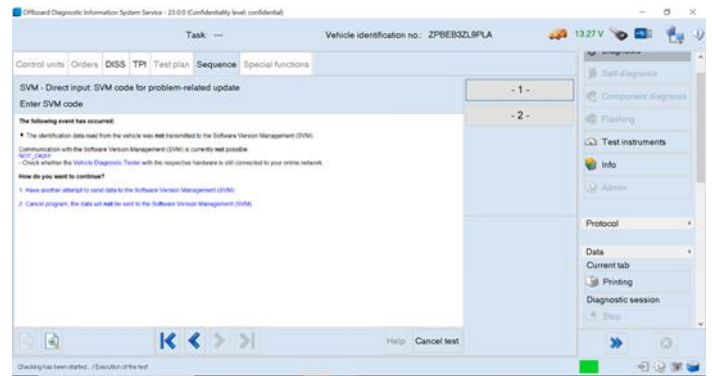 Offboard Diagnostic Information System Service - 23.0.0 (Confidentiality level: confidential)
Task: ---
Vehicle identification no.: ZPBEB3ZL9PLA
13.27 V
Control units Orders DISS TPI Test plan Sequence Special functions
SVM - Direct input: SVM code for problem-related update
Enter SVM code
The following event has occurred:
The identification data read from the vehicle was not transmitted to the Software Version Management (SVM).
Communication with the Software Version Management (SVM) is currently not possible.
NOT_OKAY
- Check whether the Vehicle Diagnostic Tester with the respective hardware is still connected to your online network.
How do you want to continue?
1. Have another attempt to send data to the Software Version Management (SVM)
2. Cancel program, the data will not be sent to the Software Version Management (SVM)
- 1 -
- 2 -
Diagnosis
Self-diagnosis
Component diagnosis
Flashing
Test instruments
Info
Admin
Protocol
Data
Current tab
Printing
Diagnostic session
Stop
Help
Cancel test
Checking has been started. / Execution of the test